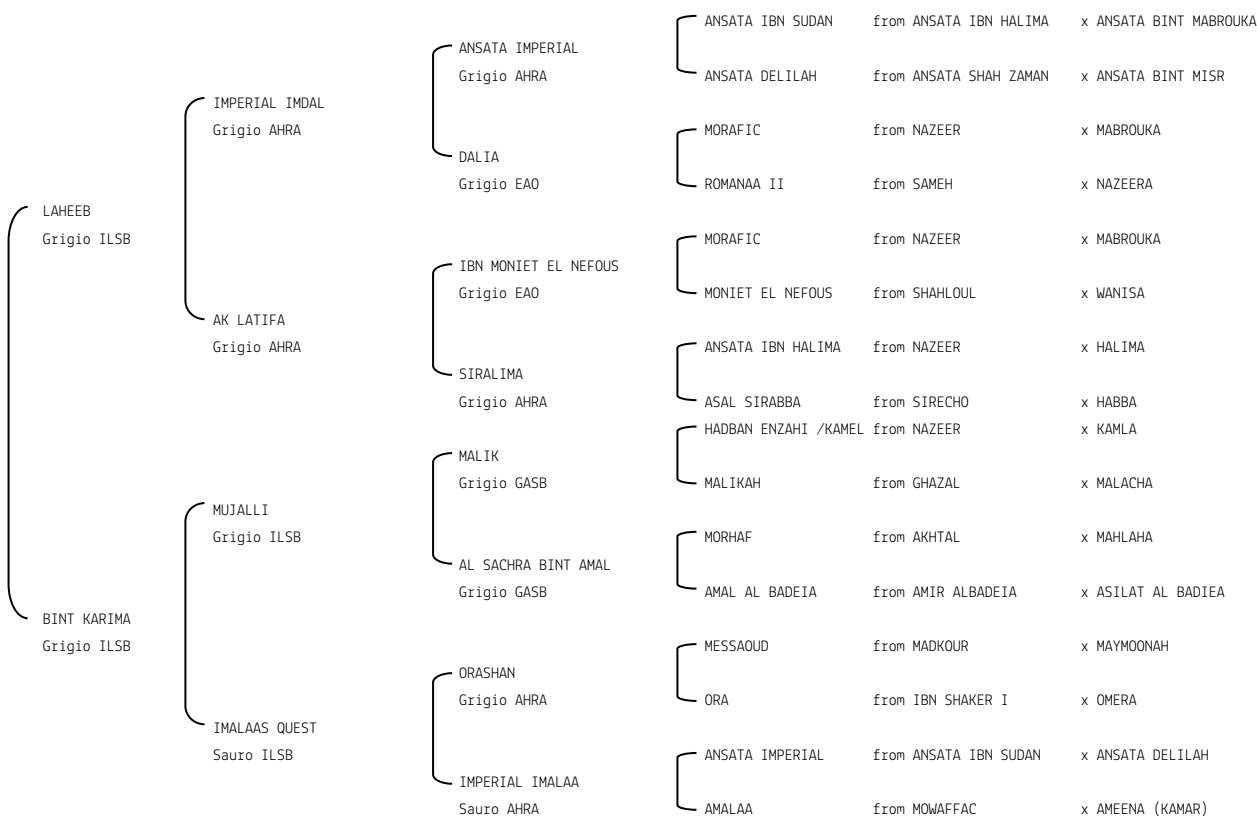 ANSATA IBN SUDAN from ANSATA IBN HALIMA x ANSATA BINT MABROUKA
ANSATA IMPERIAL
Grigio AHRA ANSATA DELILAH from ANSATA SHAH ZAMAN x ANSATA BINT MISR
IMPERIAL IMDAL
Grigio AHRA MORAFIC from NAZEER x MABROUKA
DALIA
Grigio EAO ROMANAA II from SAMEH x NAZEERA
LAHEEB
Grigio ILSB MORAFIC from NAZEER x MABROUKA
IBN MONIET EL NEFOUS
Grigio EAO MONIET EL NEFOUS from SHAHLOUL x WANISA
AK LATIFA
Grigio AHRA ANSATA IBN HALIMA from NAZEER x HALIMA
SIRALIMA
Grigio AHRA ASAL SIRABBA from SIRECHO x HABBA
HADBAN ENZAHI /KAMEL from NAZEER x KAMLA
MALIK
Grigio GASB MALIKAH from GHAZAL x MALACHA
MUJALLI
Grigio ILSB MORHAF from AKHTAL x MAHLAHA
AL SACHRA BINT AMAL
Grigio GASB AMAL AL BADEIA from AMIR ALBADEIA x ASILAT AL BADIEA
BINT KARIMA
Grigio ILSB MESSAOUD from MADKOUR x MAYMOONAH
ORASHAN
Grigio AHRA ORA from IBN SHAKER I x OMERA
IMALAAS QUEST
Sauro ILSB ANSATA IMPERIAL from ANSATA IBN SUDAN x ANSATA DELILAH
IMPERIAL IMALAA
Sauro AHRA AMALAA from MOWAFFAC x AMEENA (KAMAR)